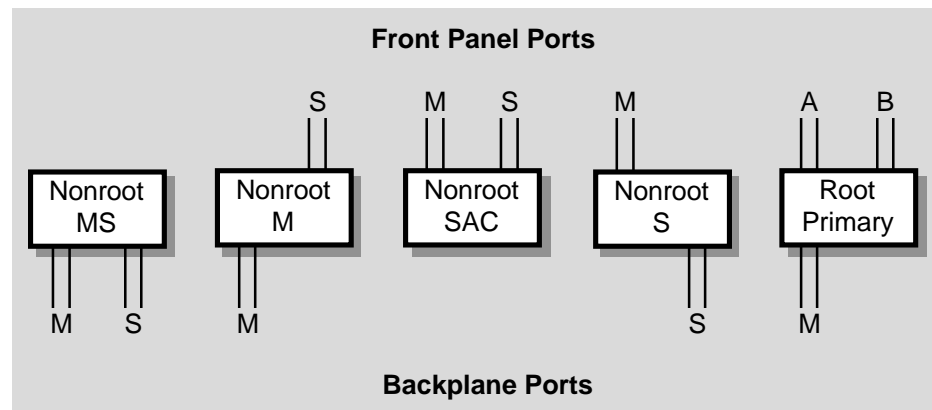 Front Panel Ports
S M S M A B
Nonroot Nonroot Nonroot Nonroot Root
MS M SAC S Primary
M S M S M
Backplane Ports